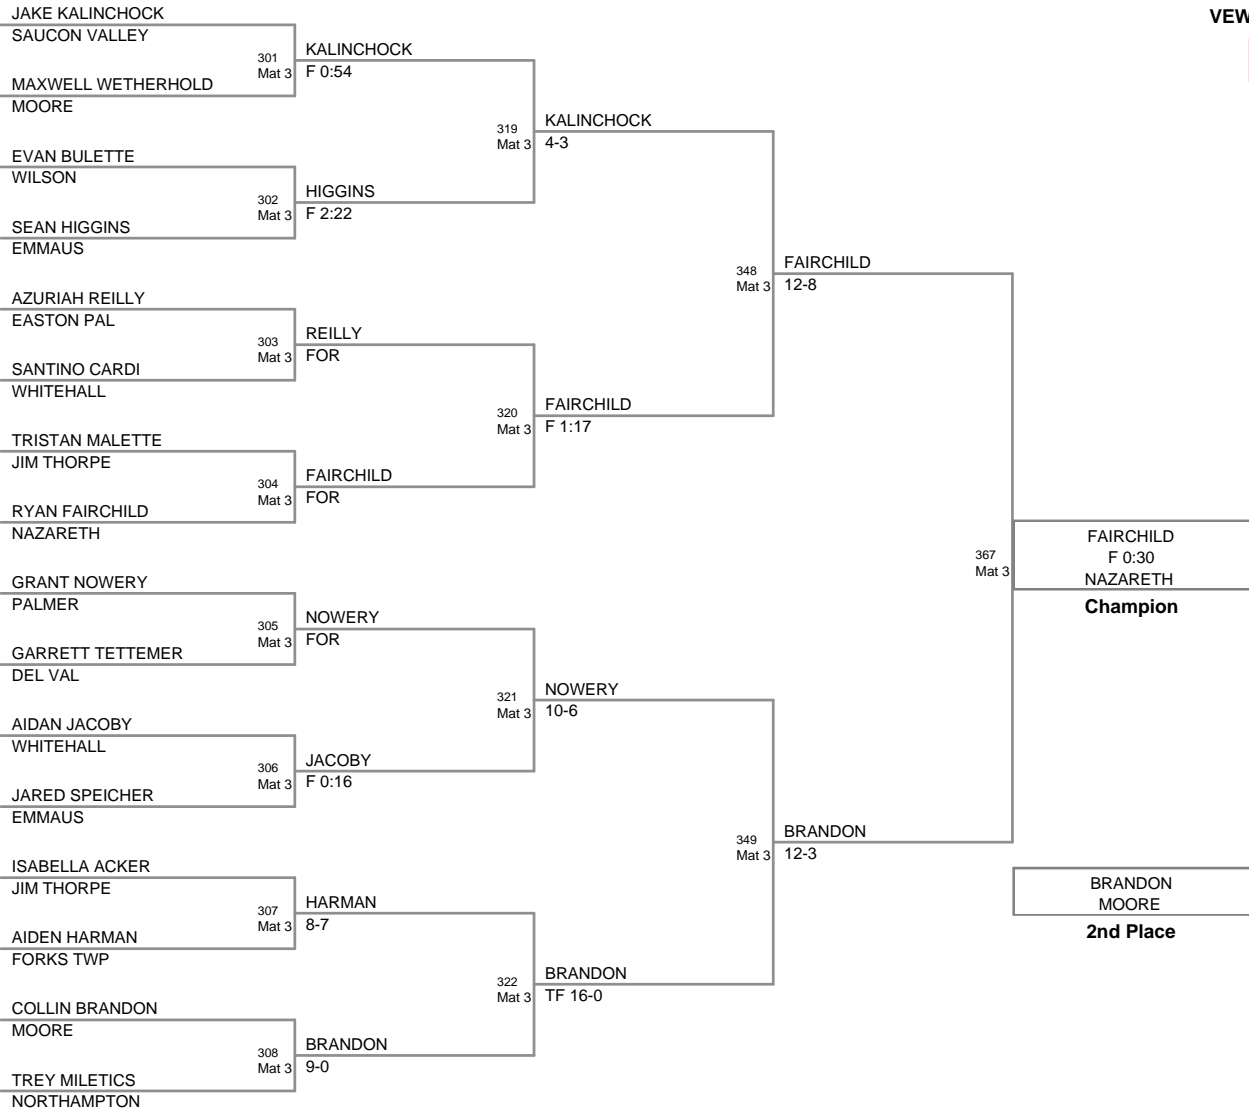 VEW
JAKE KALINCHOCK
SAUCON VALLEY
301
Mat 3
KALINCHOCK
F 0:54
MAXWELL WETHERHOLD
MOORE
319
Mat 3
KALINCHOCK
4-3
EVAN BULETTE
WILSON
302
Mat 3
HIGGINS
F 2:22
SEAN HIGGINS
EMMAUS
348
Mat 3
FAIRCHILD
12-8
AZURIAH REILLY
EASTON PAL
303
Mat 3
REILLY
FOR
SANTINO CARDI
WHITEHALL
320
Mat 3
FAIRCHILD
F 1:17
TRISTAN MALETTE
JIM THORPE
304
Mat 3
FAIRCHILD
FOR
RYAN FAIRCHILD
NAZARETH
367
Mat 3
FAIRCHILD
F 0:30
NAZARETH
Champion
GRANT NOWERY
PALMER
305
Mat 3
NOWERY
FOR
GARRETT TETTEMER
DEL VAL
321
Mat 3
NOWERY
10-6
AIDAN JACOBY
WHITEHALL
306
Mat 3
JACOBY
F 0:16
JARED SPEICHER
EMMAUS
349
Mat 3
BRANDON
12-3
ISABELLA ACKER
JIM THORPE
307
Mat 3
HARMAN
8-7
AIDEN HARMAN
FORKS TWP
BRANDON
MOORE
2nd Place
322
Mat 3
BRANDON
TF 16-0
COLLIN BRANDON
MOORE
308
Mat 3
BRANDON
9-0
TREY MILETICS
NORTHAMPTON